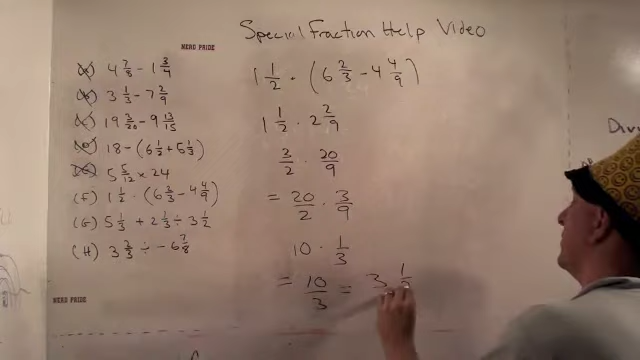 Special Fraction Help Video
NERD PRIDE
(A) 4 7/8 - 1 3/4
(B) 3 1/3 - 7 2/9
(C) 19 3/20 - 9 13/15
(D) 18 - (6 1/2 + 5 1/3)
(E) 5 5/12 × 24
(F) 1 1/2 · (6 2/3 - 4 4/9)
(G) 5 1/3 + 2 1/3 ÷ 3 1/2
(H) 3 2/3 ÷ - 6 7/8
NERD PRIDE
1 1/2 · (6 2/3 - 4 4/9)
1 1/2 · 2 2/9
3/2 · 20/9
= 20/2 · 3/9
10 · 1/3
= 10/3 = 3 1/
Div